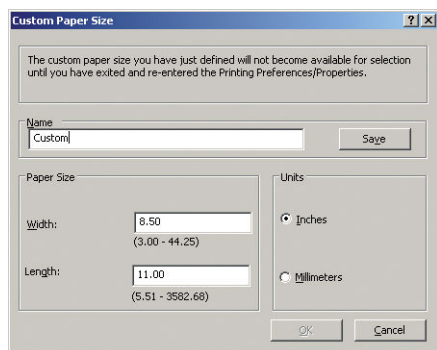 Custom Paper Size
The custom paper size you have just defined will not become available for selection
until you have exited and re-entered the Printing Preferences/Properties.
Name
Custom
Save
Paper Size
Units
Width:
8.50
(3.00 - 44.25)
Inches
Length:
11.00
(5.51 - 3582.68)
Millimeters
OK
Cancel